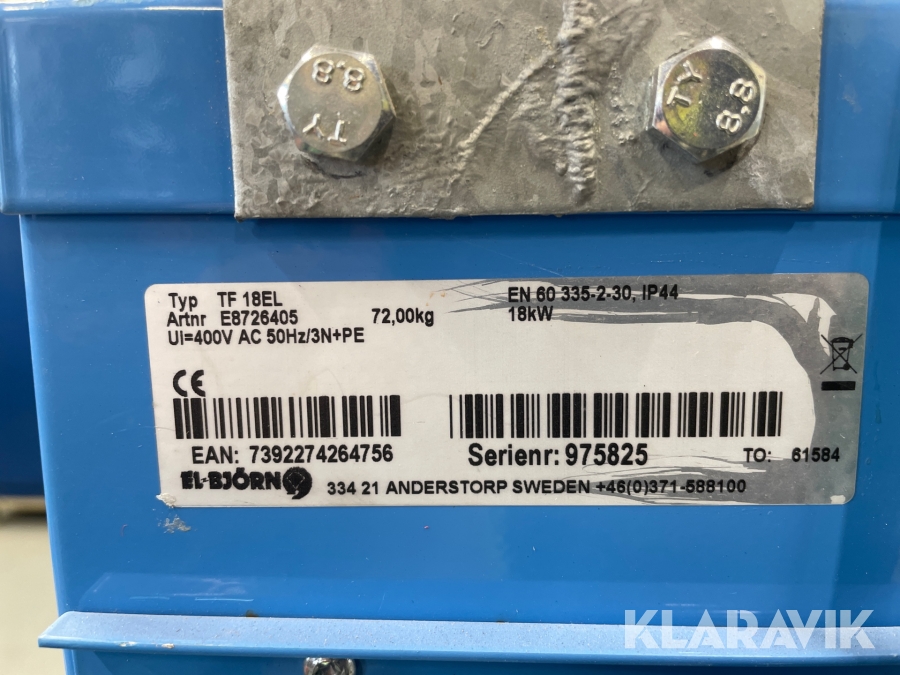 8.8
TY
TY
8.8
Typ TF 18EL
EN 60 335-2-30, IP44
Artnr E8726405 72,00kg 18kW
UI=400V AC 50Hz/3N+PE
CE
EAN: 7392274264756
Serienr: 975825
TO: 61584
EL-BJÖRN
334 21 ANDERSTORP SWEDEN +46(0)371-588100
KLARAVIK